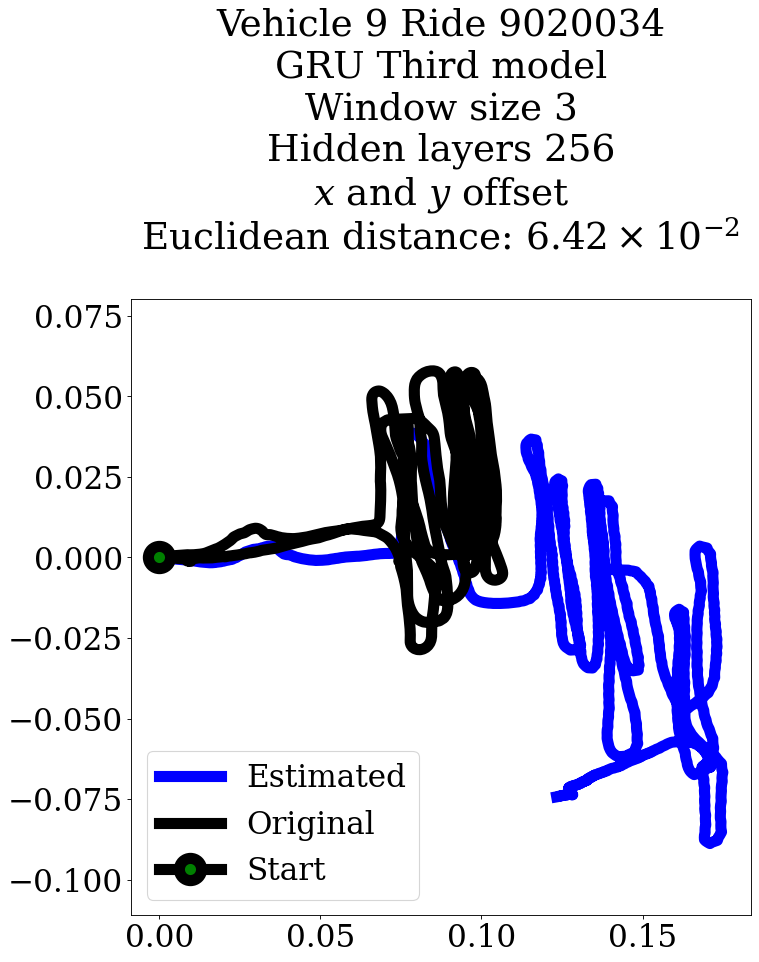 Vehicle 9 Ride 9020034
GRU Third model
Window size 3
Hidden layers 256
x and y offset
Euclidean distance: 6.42 × 10⁻²
0.075
0.050
0.025
0.000
−0.025
−0.050
−0.075
−0.100
Estimated
Original
Start
0.00 0.05 0.10 0.15